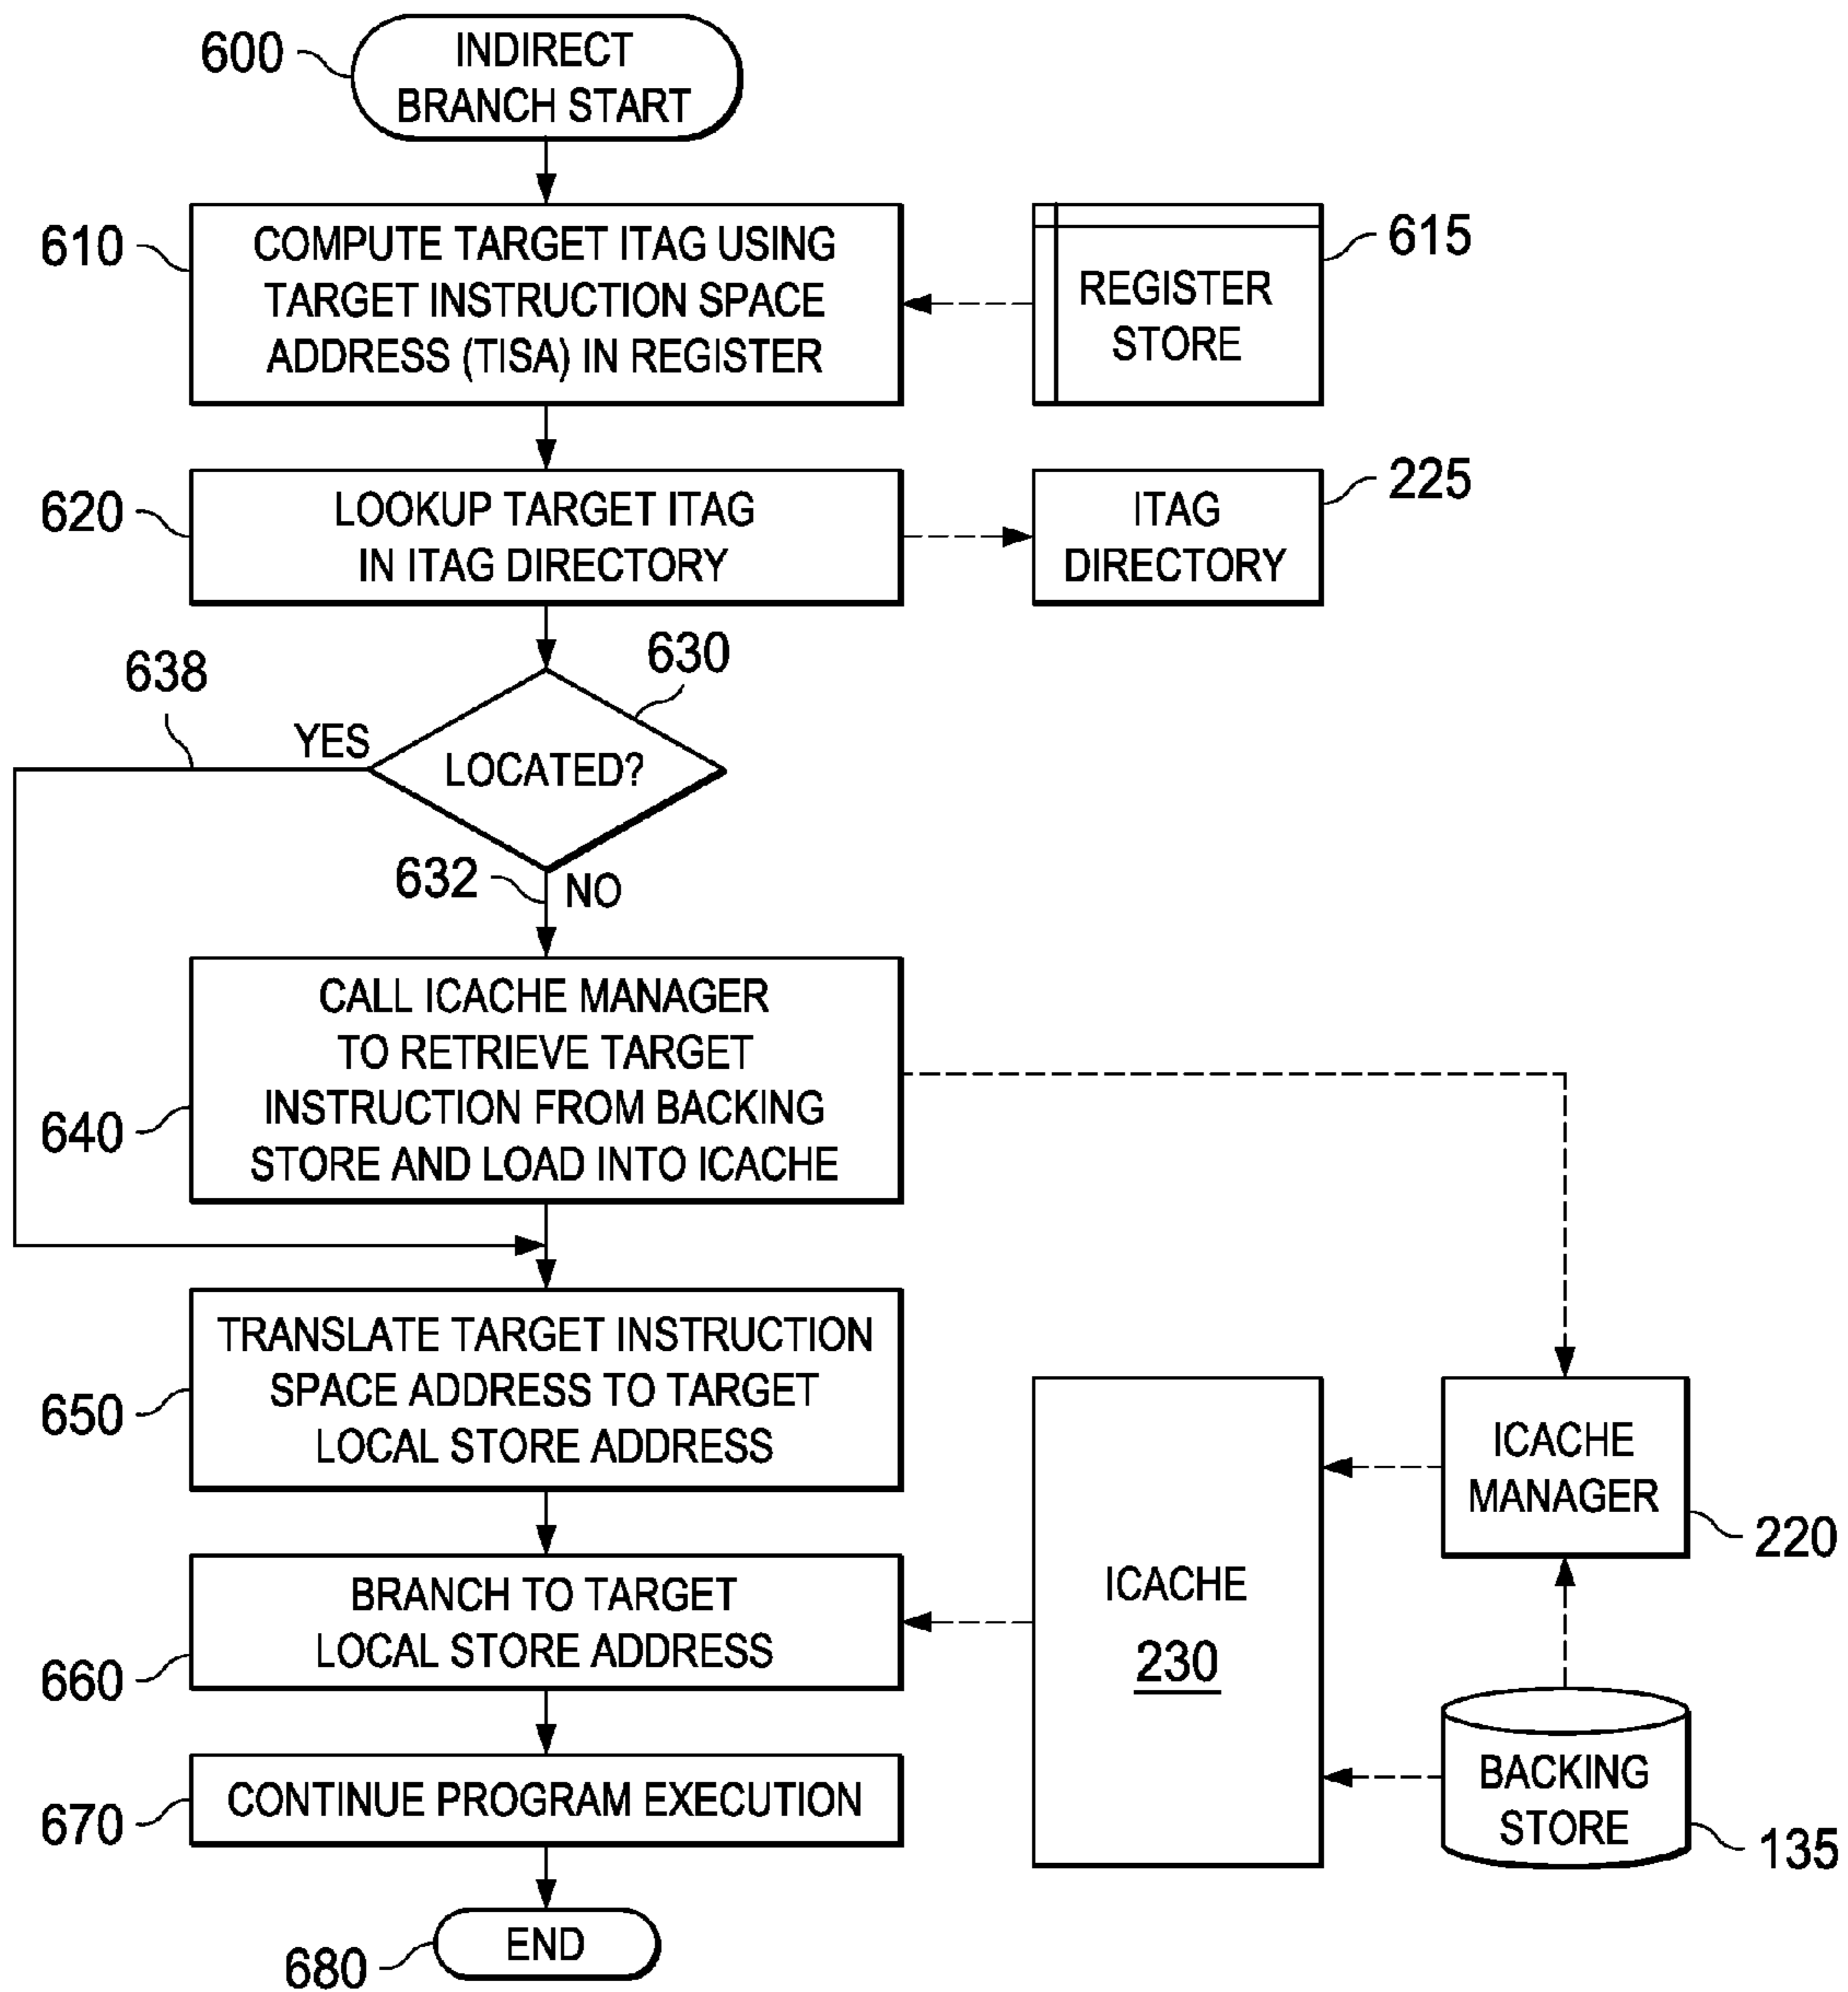 600
INDIRECT
BRANCH START
610
COMPUTE TARGET ITAG USING
TARGET INSTRUCTION SPACE
ADDRESS (TISA) IN REGISTER
REGISTER
STORE
615
620
LOOKUP TARGET ITAG
IN ITAG DIRECTORY
ITAG
DIRECTORY
225
638
YES
630
LOCATED?
632
NO
640
CALL ICACHE MANAGER
TO RETRIEVE TARGET
INSTRUCTION FROM BACKING
STORE AND LOAD INTO ICACHE
650
TRANSLATE TARGET INSTRUCTION
SPACE ADDRESS TO TARGET
LOCAL STORE ADDRESS
ICACHE
MANAGER
220
660
BRANCH TO TARGET
LOCAL STORE ADDRESS
ICACHE
230
670
CONTINUE PROGRAM EXECUTION
BACKING
STORE
135
680
END